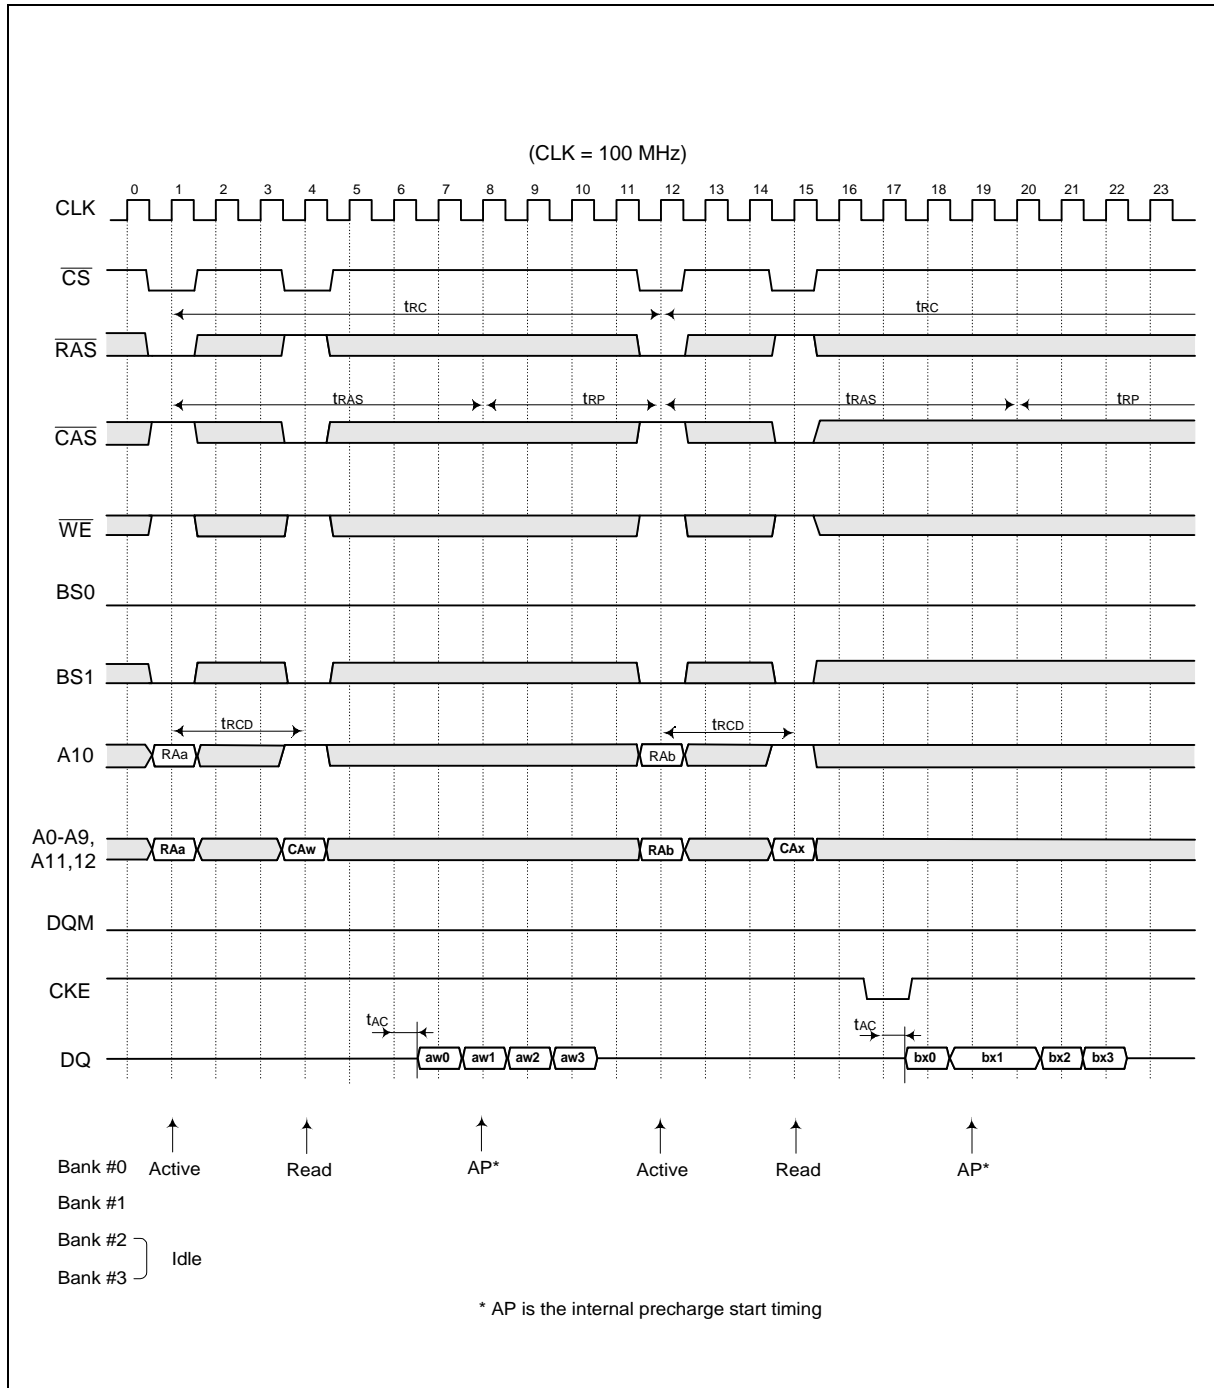 (CLK = 100 MHz)
0 1 2 3 4 5 6 7 8 9 10 11 12 13 14 15 16 17 18 19 20 21 22 23
CLK
CS
tRC tRC
RAS
tRAS tRP tRAS tRP
CAS
WE
BS0
BS1
tRCD tRCD
A10 RAa RAb
A0-A9,
A11,12 RAa CAw RAb CAx
DQM
CKE
tAC tAC
DQ aw0 aw1 aw2 aw3 bx0 bx1 bx2 bx3
Bank #0 Active Read AP* Active Read AP*
Bank #1
Bank #2
Idle
Bank #3
* AP is the internal precharge start timing